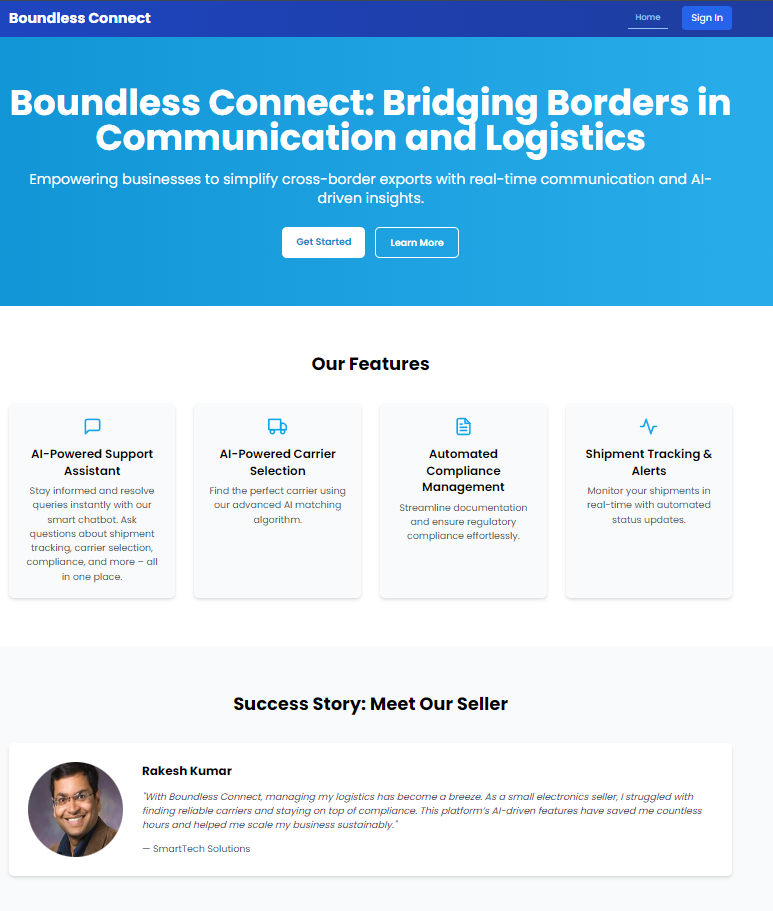 Boundless Connect
Home
Sign In
Boundless Connect: Bridging Borders in
Communication and Logistics
Empowering businesses to simplify cross-border exports with real-time communication and AI-
driven insights.
Get Started
Learn More
Our Features
AI-Powered Support
Assistant
Stay informed and resolve
queries instantly with our
smart chatbot. Ask
questions about shipment
tracking, carrier selection,
compliance, and more – all
in one place.
AI-Powered Carrier
Selection
Find the perfect carrier using
our advanced AI matching
algorithm.
Automated
Compliance
Management
Streamline documentation
and ensure regulatory
compliance effortlessly.
Shipment Tracking &
Alerts
Monitor your shipments in
real-time with automated
status updates.
Success Story: Meet Our Seller
Rakesh Kumar
"With Boundless Connect, managing my logistics has become a breeze. As a small electronics seller, I struggled with
finding reliable carriers and staying on top of compliance. This platform's AI-driven features have saved me countless
hours and helped me scale my business sustainably."
— SmartTech Solutions